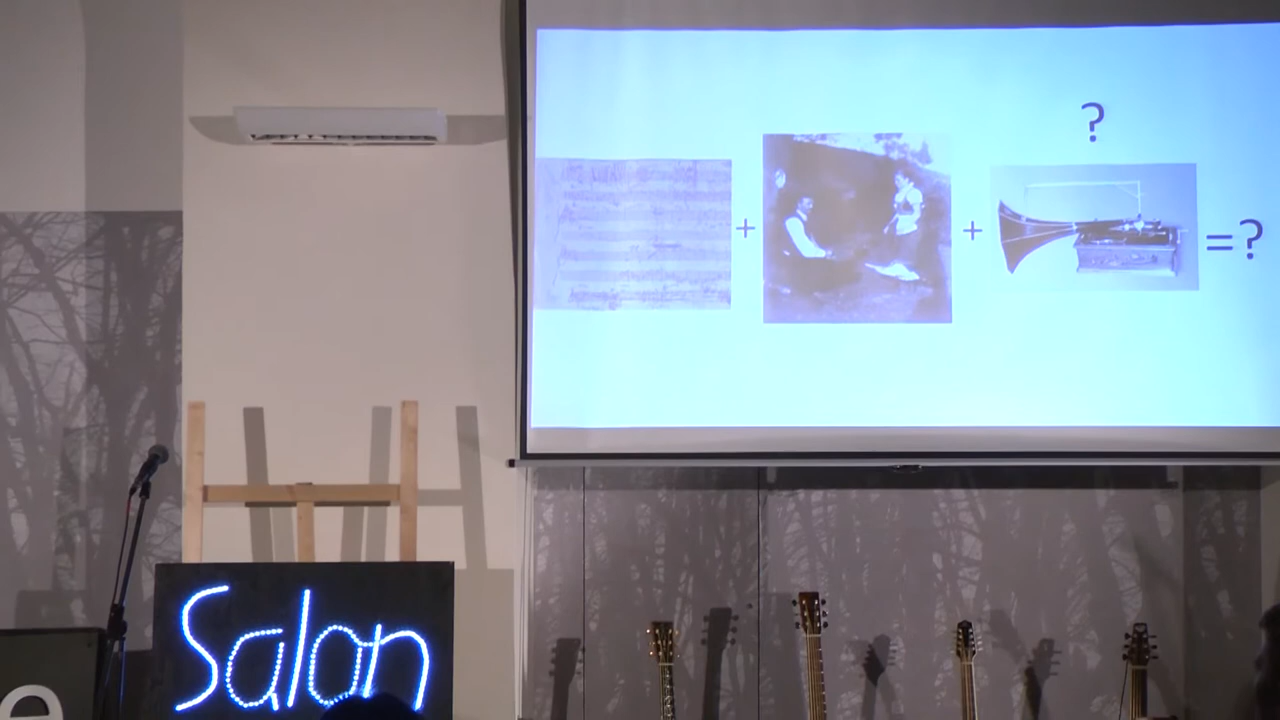 ?
+ + =?
Salon
e